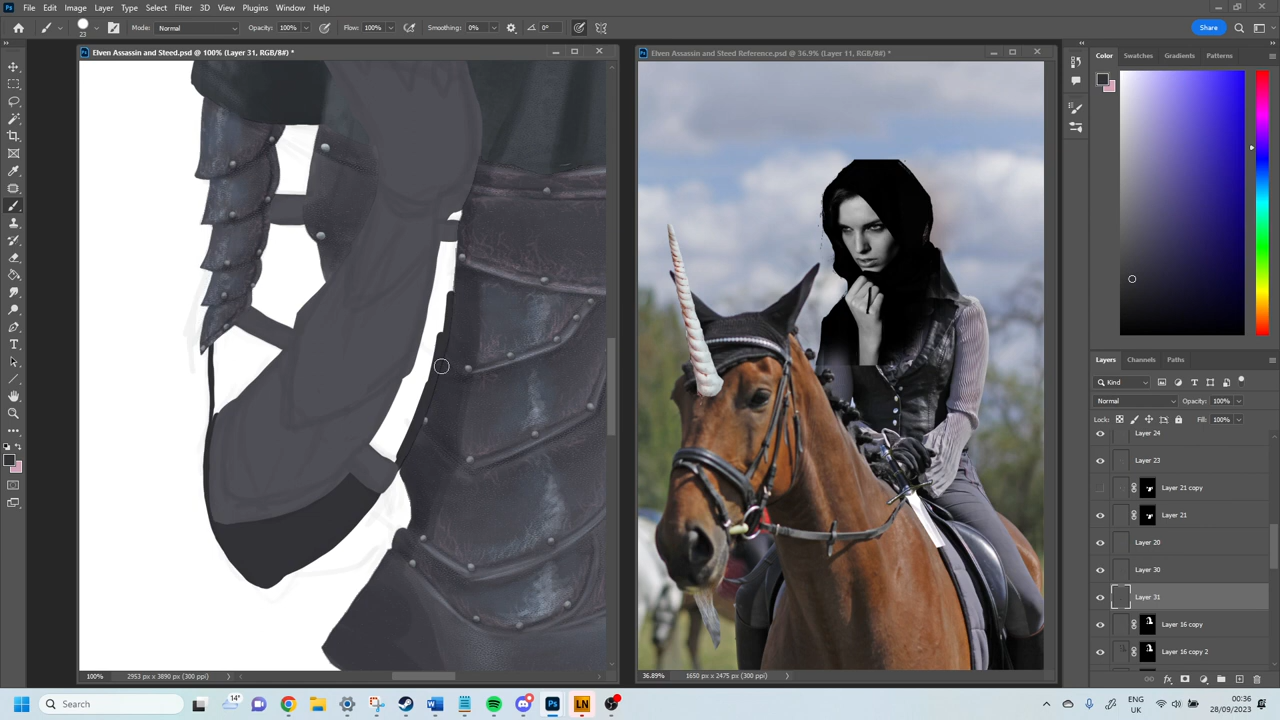 File Edit Image Layer Type Select Filter 3D View Plugins Window Help
23 Mode: Normal Opacity: 100% Flow: 100% Smoothing: 0% 0° Share
Elven Assassin and Steed.psd @ 100% (Layer 31, RGB/8#) *
Elven Assassin and Steed Reference.psd @ 36.9% (Layer 11, RGB/8#) *
Color Swatches Gradients Patterns
Layers Channels Paths
Kind
Normal Opacity: 100%
Lock: Fill: 100%
Layer 24
Layer 23
Layer 21 copy
Layer 21
Layer 20
Layer 30
Layer 31
Layer 16 copy
Layer 16 copy 2
100% 2953 px x 3890 px (300 ppi)
36.89% 1650 px x 2475 px (300 ppi)
Search 14° LN ENG 00:36
UK 28/09/2023